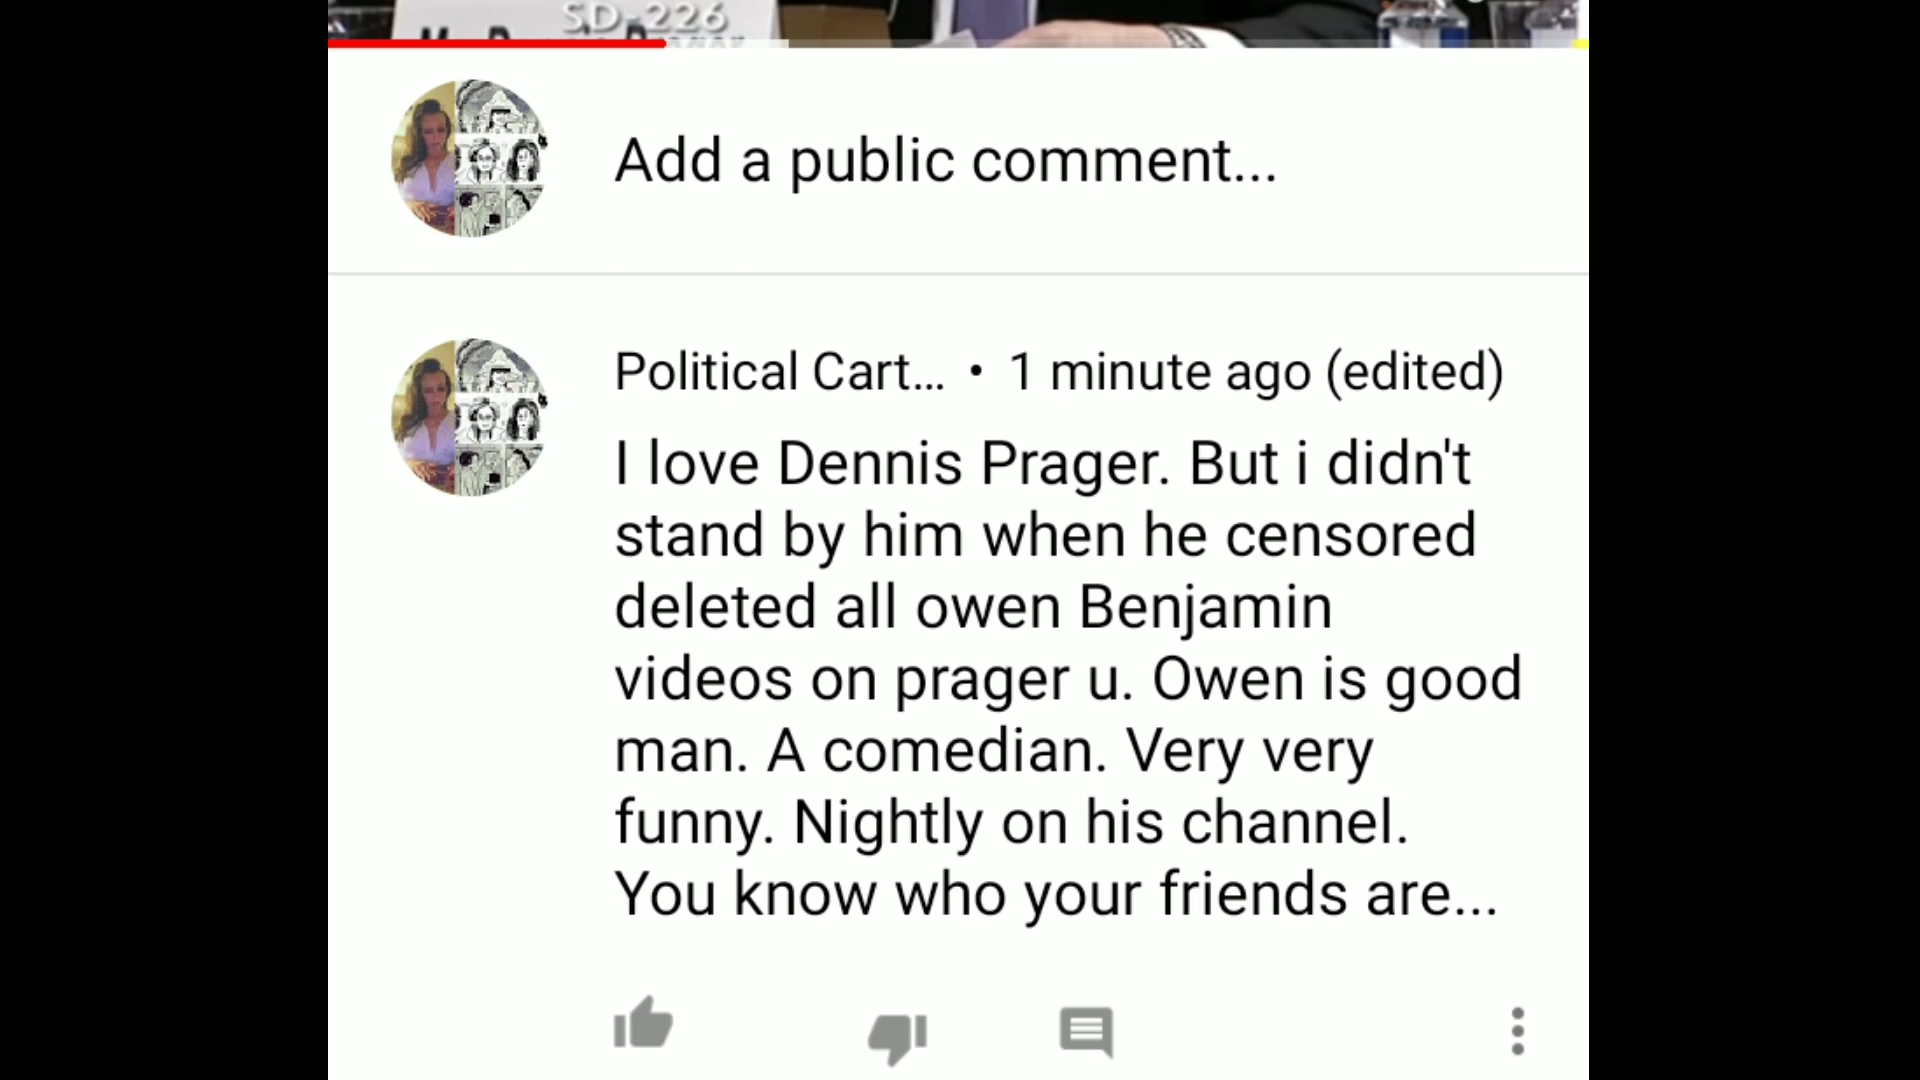 SD-226
Add a public comment...
Political Cart... • 1 minute ago (edited)
I love Dennis Prager. But i didn't
stand by him when he censored
deleted all owen Benjamin
videos on prager u. Owen is good
man. A comedian. Very very
funny. Nightly on his channel.
You know who your friends are...